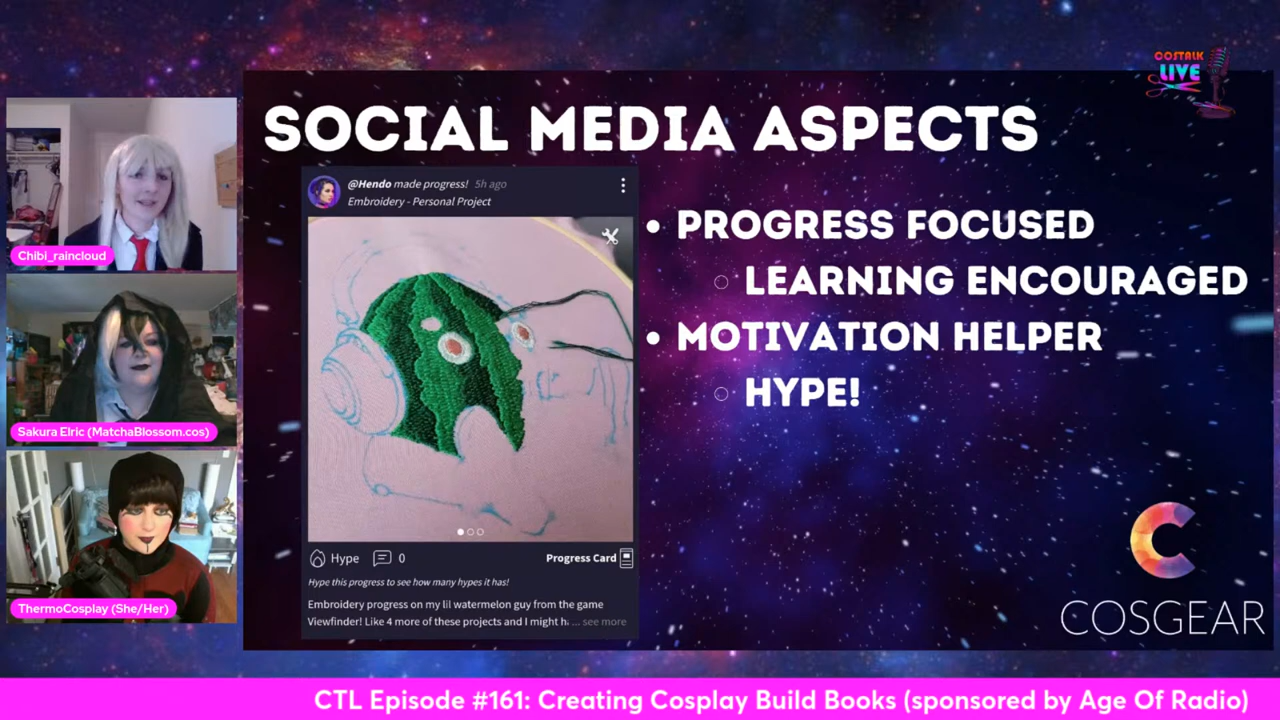 COSTALK
LIVE
SOCIAL MEDIA ASPECTS
Chibi_raincloud
Sakura Elric (MatchaBlossom.cos)
ThermoCosplay (She/Her)
@Hendo made progress! 5h ago
Embroidery - Personal Project
Hype 0 Progress Card
Hype this progress to see how many hypes it has!
Embroidery progress on my lil watermelon guy from the game
Viewfinder! Like 4 more of these projects and I might h. ... see more
• PROGRESS FOCUSED
○ LEARNING ENCOURAGED
• MOTIVATION HELPER
○ HYPE!
COSGEAR
CTL Episode #161: Creating Cosplay Build Books (sponsored by Age Of Radio)